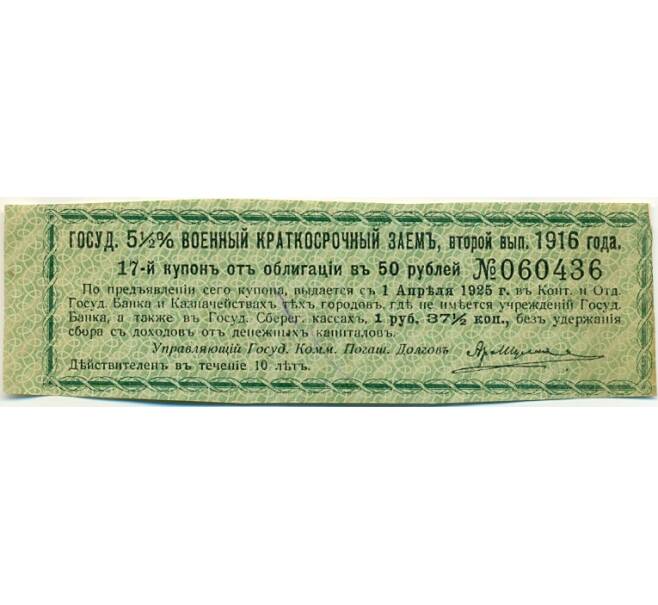 ГОСУД. 5½% ВОЕННЫЙ КРАТКОСРОЧНЫЙ ЗАЕМЪ, ВТОРОЙ ВЫП. 1916 ГОДА.
17-й купонъ отъ облигаціи въ 50 рублей №060436
По предъявленіи сего купона, выдается съ 1 Апрѣля 1925 г. въ Конт. и Отд.
Госуд. Банка и Казначействахъ тѣхъ городовъ, гдѣ не имѣется учрежденій Госуд.
Банка, а также въ Госуд. Сберег. кассахъ, 1 руб. 37½ коп., безъ удержанія
сбора съ доходовъ отъ денежныхъ капиталовъ.
Управляющій Госуд. Комм. Погаш. Долговъ
Дѣйствителенъ въ теченіе 10 лѣтъ.